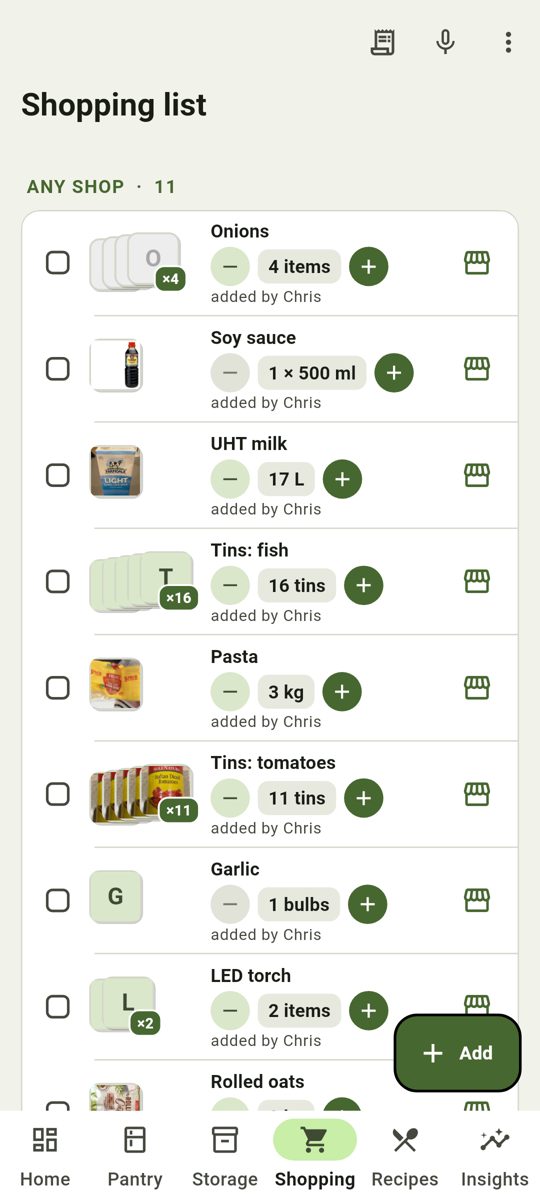 Shopping list
ANY SHOP · 11
Onions
O
×4
4 items
added by Chris
Soy sauce
1 × 500 ml
added by Chris
UHT milk
LIGHT
17 L
added by Chris
Tins: fish
T
×16
16 tins
added by Chris
Pasta
3 kg
added by Chris
Tins: tomatoes
×11
11 tins
added by Chris
Garlic
G
1 bulbs
added by Chris
LED torch
L
×2
2 items
added by Chris
Add
Rolled oats
Home Pantry Storage Shopping Recipes Insights